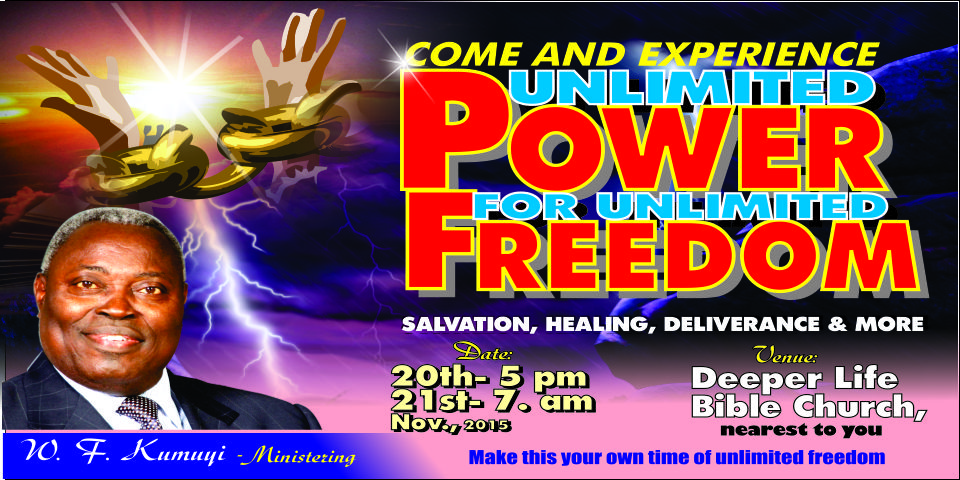 COME AND EXPERIENCE
UNLIMITED
POWER
FOR UNLIMITED
FREEDOM
SALVATION, HEALING, DELIVERANCE & MORE
Date:
20th- 5 pm
21st- 7. am
Nov., 2015
Venue:
Deeper Life
Bible Church,
nearest to you
W. F. Kumuyi - Ministering
Make this your own time of unlimited freedom